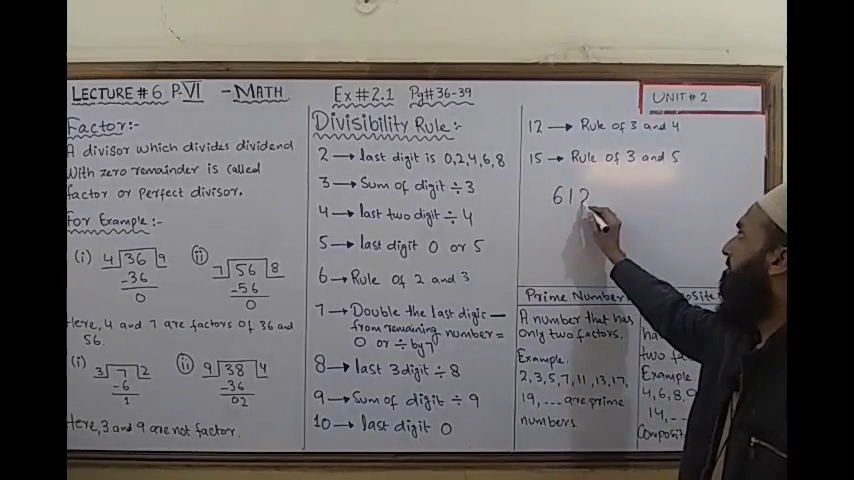 LECTURE # 6 P-VI - MATH
Ex # 2.1 Pg# 36-39
UNIT # 2
Factor:-
A divisor which divides dividend
with zero remainder is called
factor or perfect divisor.
For Example:-
(i) 4 36 9
-36
0
(ii) 7 56 8
-56
0
Here, 4 and 7 are factors of 36 and
56.
(i) 3 7 2
-6
1
(ii) 9 38 4
-36
02
Here, 3 and 9 are not factor.
Divisibility Rule:-
2 → last digit is 0,2,4,6,8
3 → Sum of digit ÷ 3
4 → last two digit ÷ 4
5 → last digit 0 or 5
6 → Rule of 2 and 3
7 → Double the last digit —
from remaining number =
0 or ÷ by 7
8 → last 3 digit ÷ 8
9 → Sum of digit ÷ 9
10 → last digit 0
12 → Rule of 3 and 4
15 → Rule of 3 and 5
612
Prime Number
A number that has
only two factors.
Example.
2, 3, 5, 7, 11, 13, 17,
19, ... are prime
numbers
two
Example.
4, 6, 8, 9
14, ...